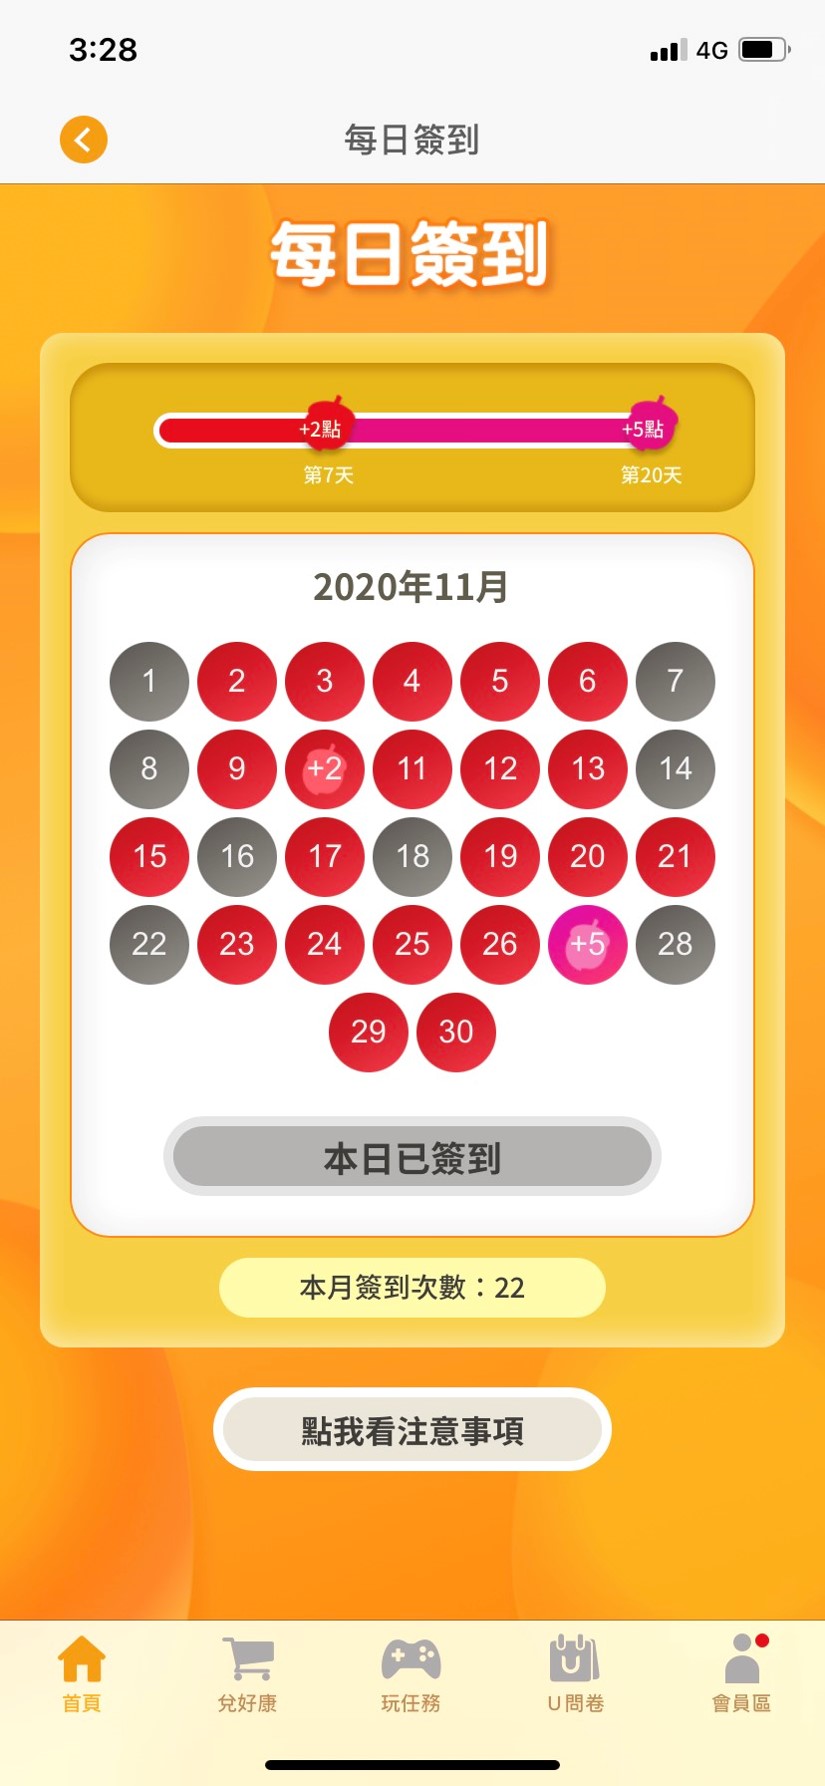 3:28
4G
每日簽到
每日簽到
+2點
+5點
第7天
第20天
2020年11月
1 2 3 4 5 6 7
8 9 +2 11 12 13 14
15 16 17 18 19 20 21
22 23 24 25 26 +5 28
29 30
本日已簽到
本月簽到次數：22
點我看注意事項
U
首頁
兌好康
玩任務
U問卷
會員區